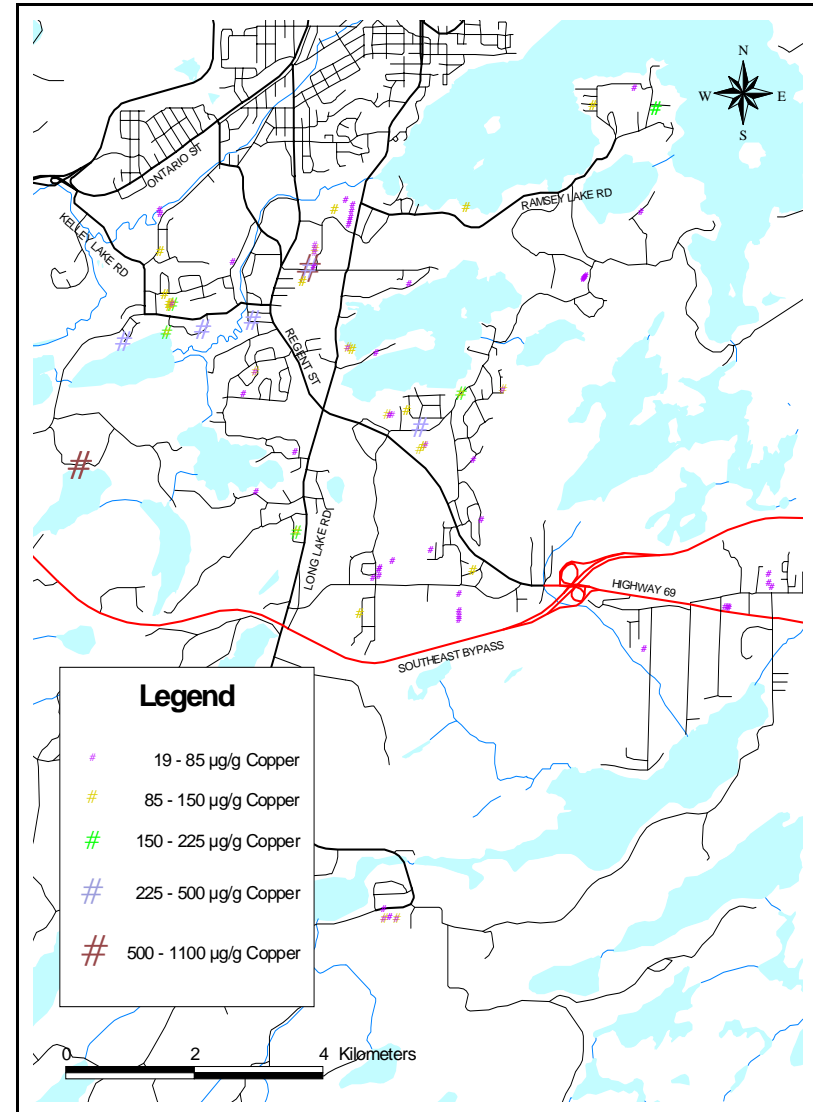 N
W E
S
ONTARIO ST
KELLEY LAKE RD
RAMSEY LAKE RD
REGENT ST
LONG LAKE RD
HIGHWAY 69
SOUTHEAST BYPASS
Legend
# 19 - 85 µg/g Copper
# 85 - 150 µg/g Copper
# 150 - 225 µg/g Copper
# 225 - 500 µg/g Copper
# 500 - 1100 µg/g Copper
0 2 4 Kilometers